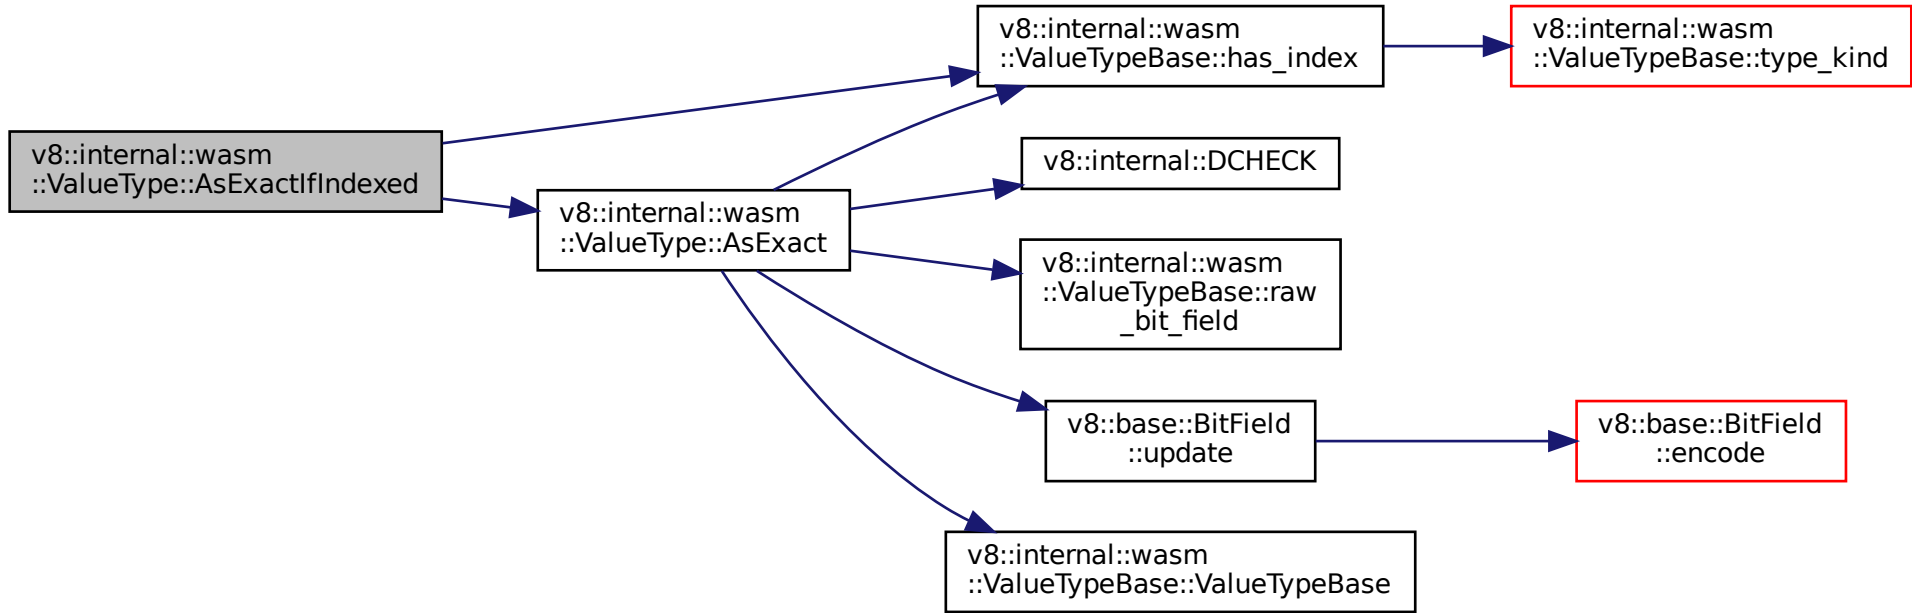 v8::internal::wasm
::ValueType::AsExactIfIndexed
v8::internal::wasm
::ValueType::AsExact
v8::internal::wasm
::ValueTypeBase::has_index
v8::internal::wasm
::ValueTypeBase::type_kind
v8::internal::DCHECK
v8::internal::wasm
::ValueTypeBase::raw
_bit_field
v8::base::BitField
::update
v8::base::BitField
::encode
v8::internal::wasm
::ValueTypeBase::ValueTypeBase